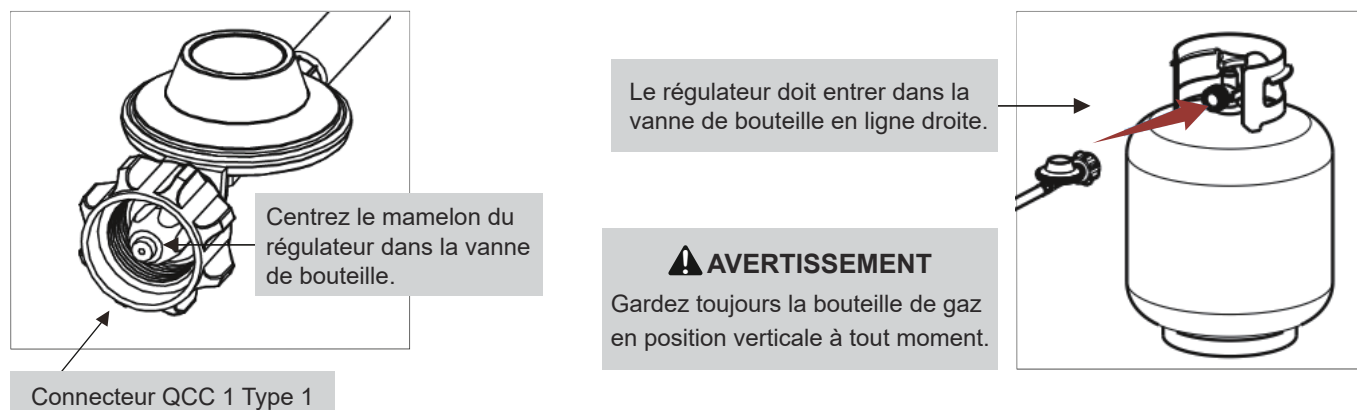 Centrez le mamelon du
régulateur dans la vanne
de bouteille.
Connecteur QCC 1 Type 1
Le régulateur doit entrer dans la
vanne de bouteille en ligne droite.
AVERTISSEMENT
Gardez toujours la bouteille de gaz
en position verticale à tout moment.